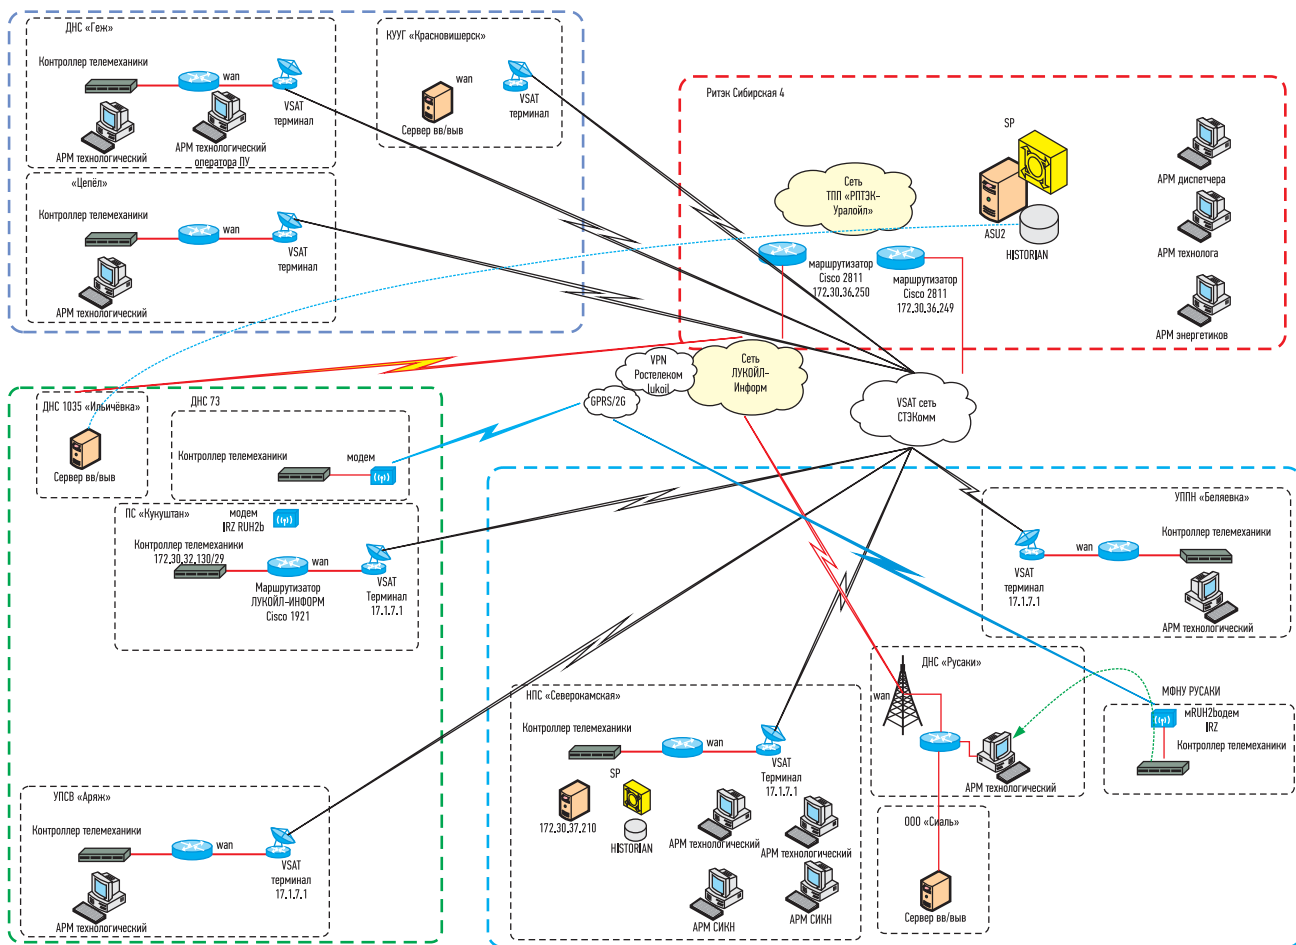 ДНС «Геж»
Контроллер телемеханики
wan
VSAT
терминал
АРМ технологический
АРМ технологический
оператора ПУ
КУУГ «Красновишерск»
wan
Сервер вв/выв
VSAT
терминал
«Цепёл»
Контроллер телемеханики
wan
VSAT
терминал
АРМ технологический
Ритэк Сибирская 4
SP
Сеть
ТПП «РПТЭК-
Уралойл»
ASU2
HISTORIAN
АРМ диспетчера
АРМ технолога
АРМ энергетиков
маршрутизатор
Cisco 2811
172.30.36.250
маршрутизатор
Cisco 2811
172.30.36.249
VPN
Ростелеком
lukoil
Сеть
ЛУКОЙЛ-
Информ
GPRS/2G
VSAT сеть
СТЭКомм
ДНС 1035 «Ильичёвка»
Сервер вв/выв
ДНС 73
Контроллер телемеханики
модем
ПС «Кукуштан»
модем
IRZ RUH2b
Контроллер телемеханики
172.30.32.130/29
wan
Маршрутизатор
ЛУКОЙЛ-ИНФОРМ
Cisco 1921
VSAT
Терминал
17.1.7.1
УПСВ «Аряж»
Контроллер телемеханики
wan
VSAT
терминал
17.1.7.1
АРМ технологический
УППН «Беляевка»
Контроллер телемеханики
wan
VSAT
терминал
17.1.7.1
АРМ технологический
НПС «Северокамская»
Контроллер телемеханики
wan
VSAT
Терминал
17.1.7.1
SP
172.30.37.210
HISTORIAN
АРМ технологический
АРМ технологический
АРМ СИКН
АРМ СИКН
ДНС «Русаки»
wan
АРМ технологический
МФНУ РУСАКИ
мRUH2bодем
IRZ
Контроллер телемеханики
ООО «Сиаль»
Сервер вв/выв